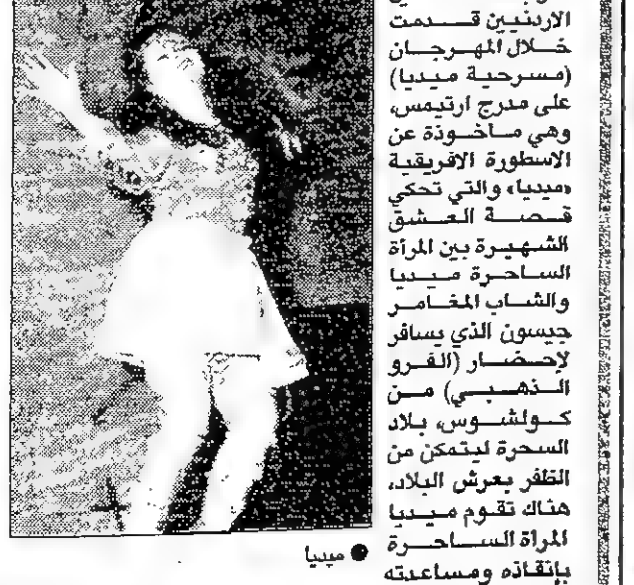 الاردنيين قدمت
خلال المهرجان
(مسرحية ميديا)
على مدرج ارتيمس،
وهي ماخوذة عن
الاسطورة الافريقية
«ميديا» والتي تحكي
قصة العشق
الشهيرة بين المرأة
الساحرة ميديا
والشاب المغامر
جيسون الذي يسافر
لإحضار (الفرو
الذهبي) من
كولشوس، بلاد
السحرة ليتمكن من
الظفر بعرش البلاد،
هناك تقوم ميديا
المراة الساحرة
بإنقاذه ومساعدته
● ميديا